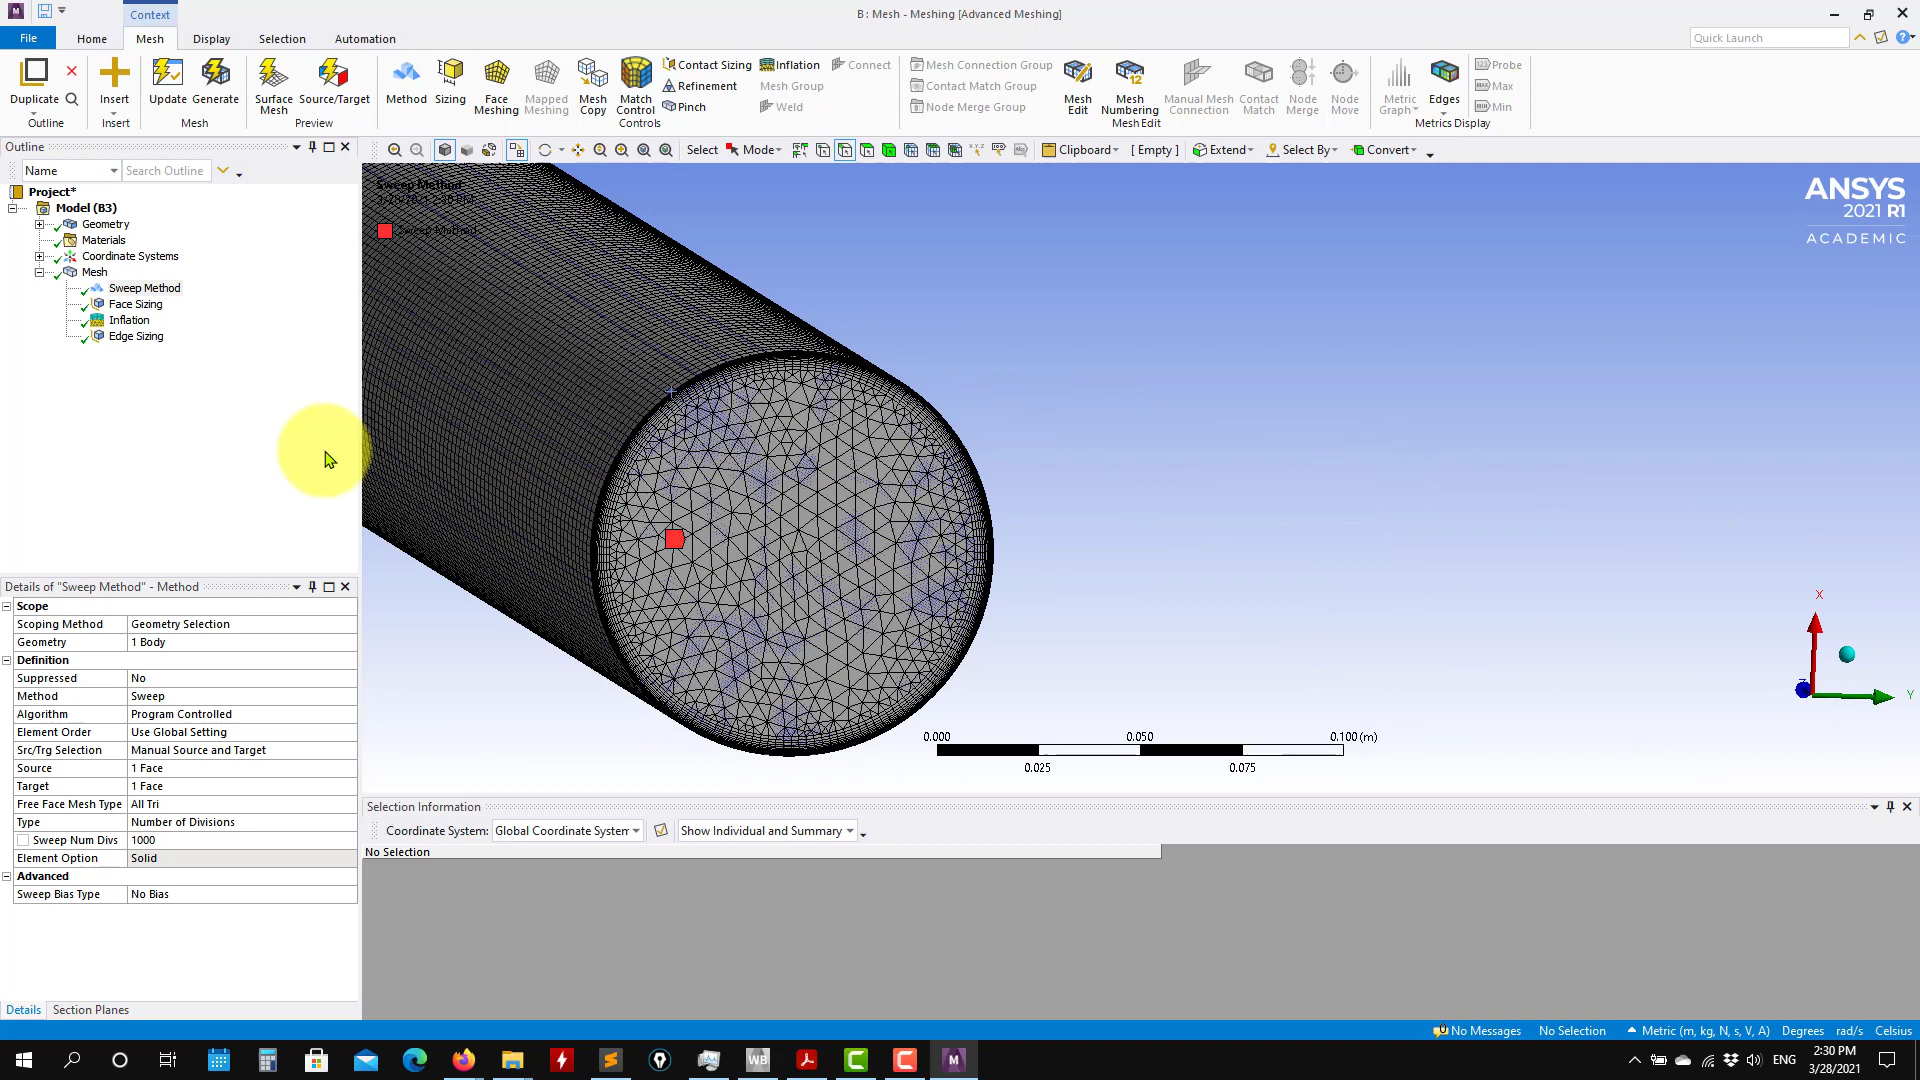 Context
B : Mesh - Meshing [Advanced Meshing]
File
Home
Mesh
Display
Selection
Automation
Quick Launch
Duplicate
Outline
Insert
Insert
Update
Generate
Mesh
Surface
Mesh
Source/Target
Preview
Method
Sizing
Face
Meshing
Mapped
Meshing
Mesh
Copy
Match
Control
Contact Sizing
Refinement
Pinch
Inflation
Mesh Group
Weld
Connect
Controls
Mesh Connection Group
Contact Match Group
Node Merge Group
Mesh
Edit
Mesh
Numbering
Manual Mesh
Connection
Contact
Match
Node
Merge
Node
Move
Mesh Edit
Metric
Graph
Edges
Probe
Max
Min
Metrics Display
Outline
Select
Mode
Clipboard
[ Empty ]
Extend
Select By
Convert
Name
Search Outline
Project*
Model (B3)
Geometry
Materials
Coordinate Systems
Mesh
Sweep Method
Face Sizing
Inflation
Edge Sizing
Sweep Method
3/28/2021 2:30 PM
Sweep Method
ANSYS
2021 R1
ACADEMIC
Details of "Sweep Method" - Method
Scope
Scoping Method Geometry Selection
Geometry 1 Body
Definition
Suppressed No
Method Sweep
Algorithm Program Controlled
Element Order Use Global Setting
Src/Trg Selection Manual Source and Target
Source 1 Face
Target 1 Face
Free Face Mesh Type All Tri
Type Number of Divisions
Sweep Num Divs 1000
Element Option Solid
Advanced
Sweep Bias Type No Bias
Details
Section Planes
X
Y
Z
0.000 0.050 0.100 (m)
0.025 0.075
Selection Information
Coordinate System: Global Coordinate System
Show Individual and Summary
No Selection
No Messages
No Selection
Metric (m, kg, N, s, V, A)
Degrees
rad/s
Celsius
WB
M
ENG
2:30 PM
3/28/2021